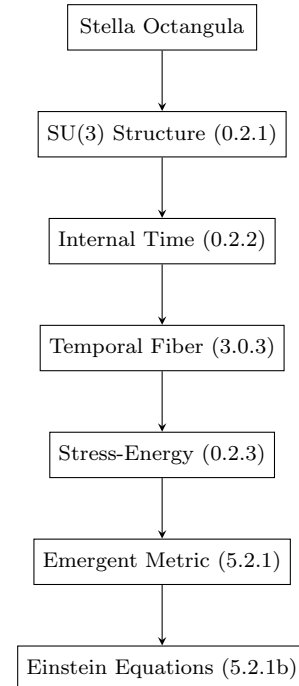 Stella Octangula
SU(3) Structure (0.2.1)
Internal Time (0.2.2)
Temporal Fiber (3.0.3)
Stress-Energy (0.2.3)
Emergent Metric (5.2.1)
Einstein Equations (5.2.1b)